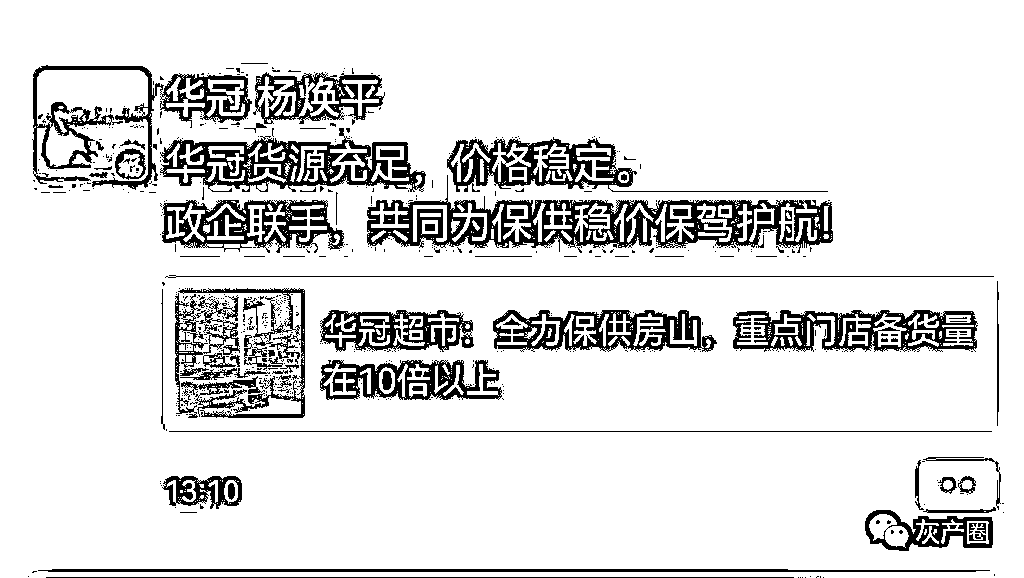 华冠 杨焕平
华冠货源充足，价格稳定。
政企联手，共同为保供稳价保驾护航!
华冠超市：全力保供房山，重点门店备货量
在10倍以上
13:10
灰产圈